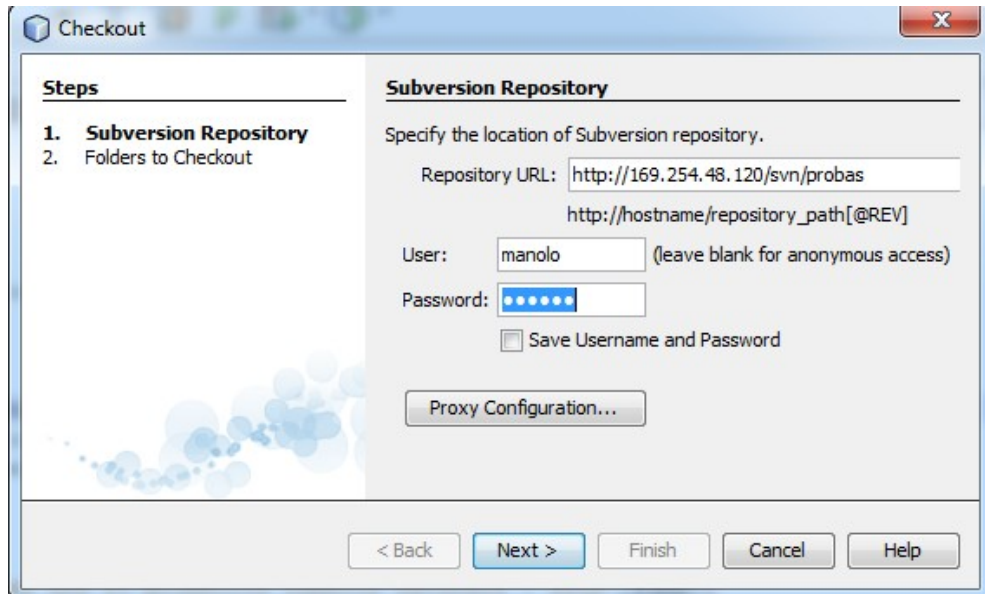 Checkout
Steps
1. Subversion Repository
2. Folders to Checkout
Subversion Repository
Specify the location of Subversion repository.
Repository URL: http://169.254.48.120/svn/probas
http://hostname/repository_path[@REV]
User: manolo (leave blank for anonymous access)
Password: ••••••
Save Username and Password
Proxy Configuration...
< Back Next > Finish Cancel Help